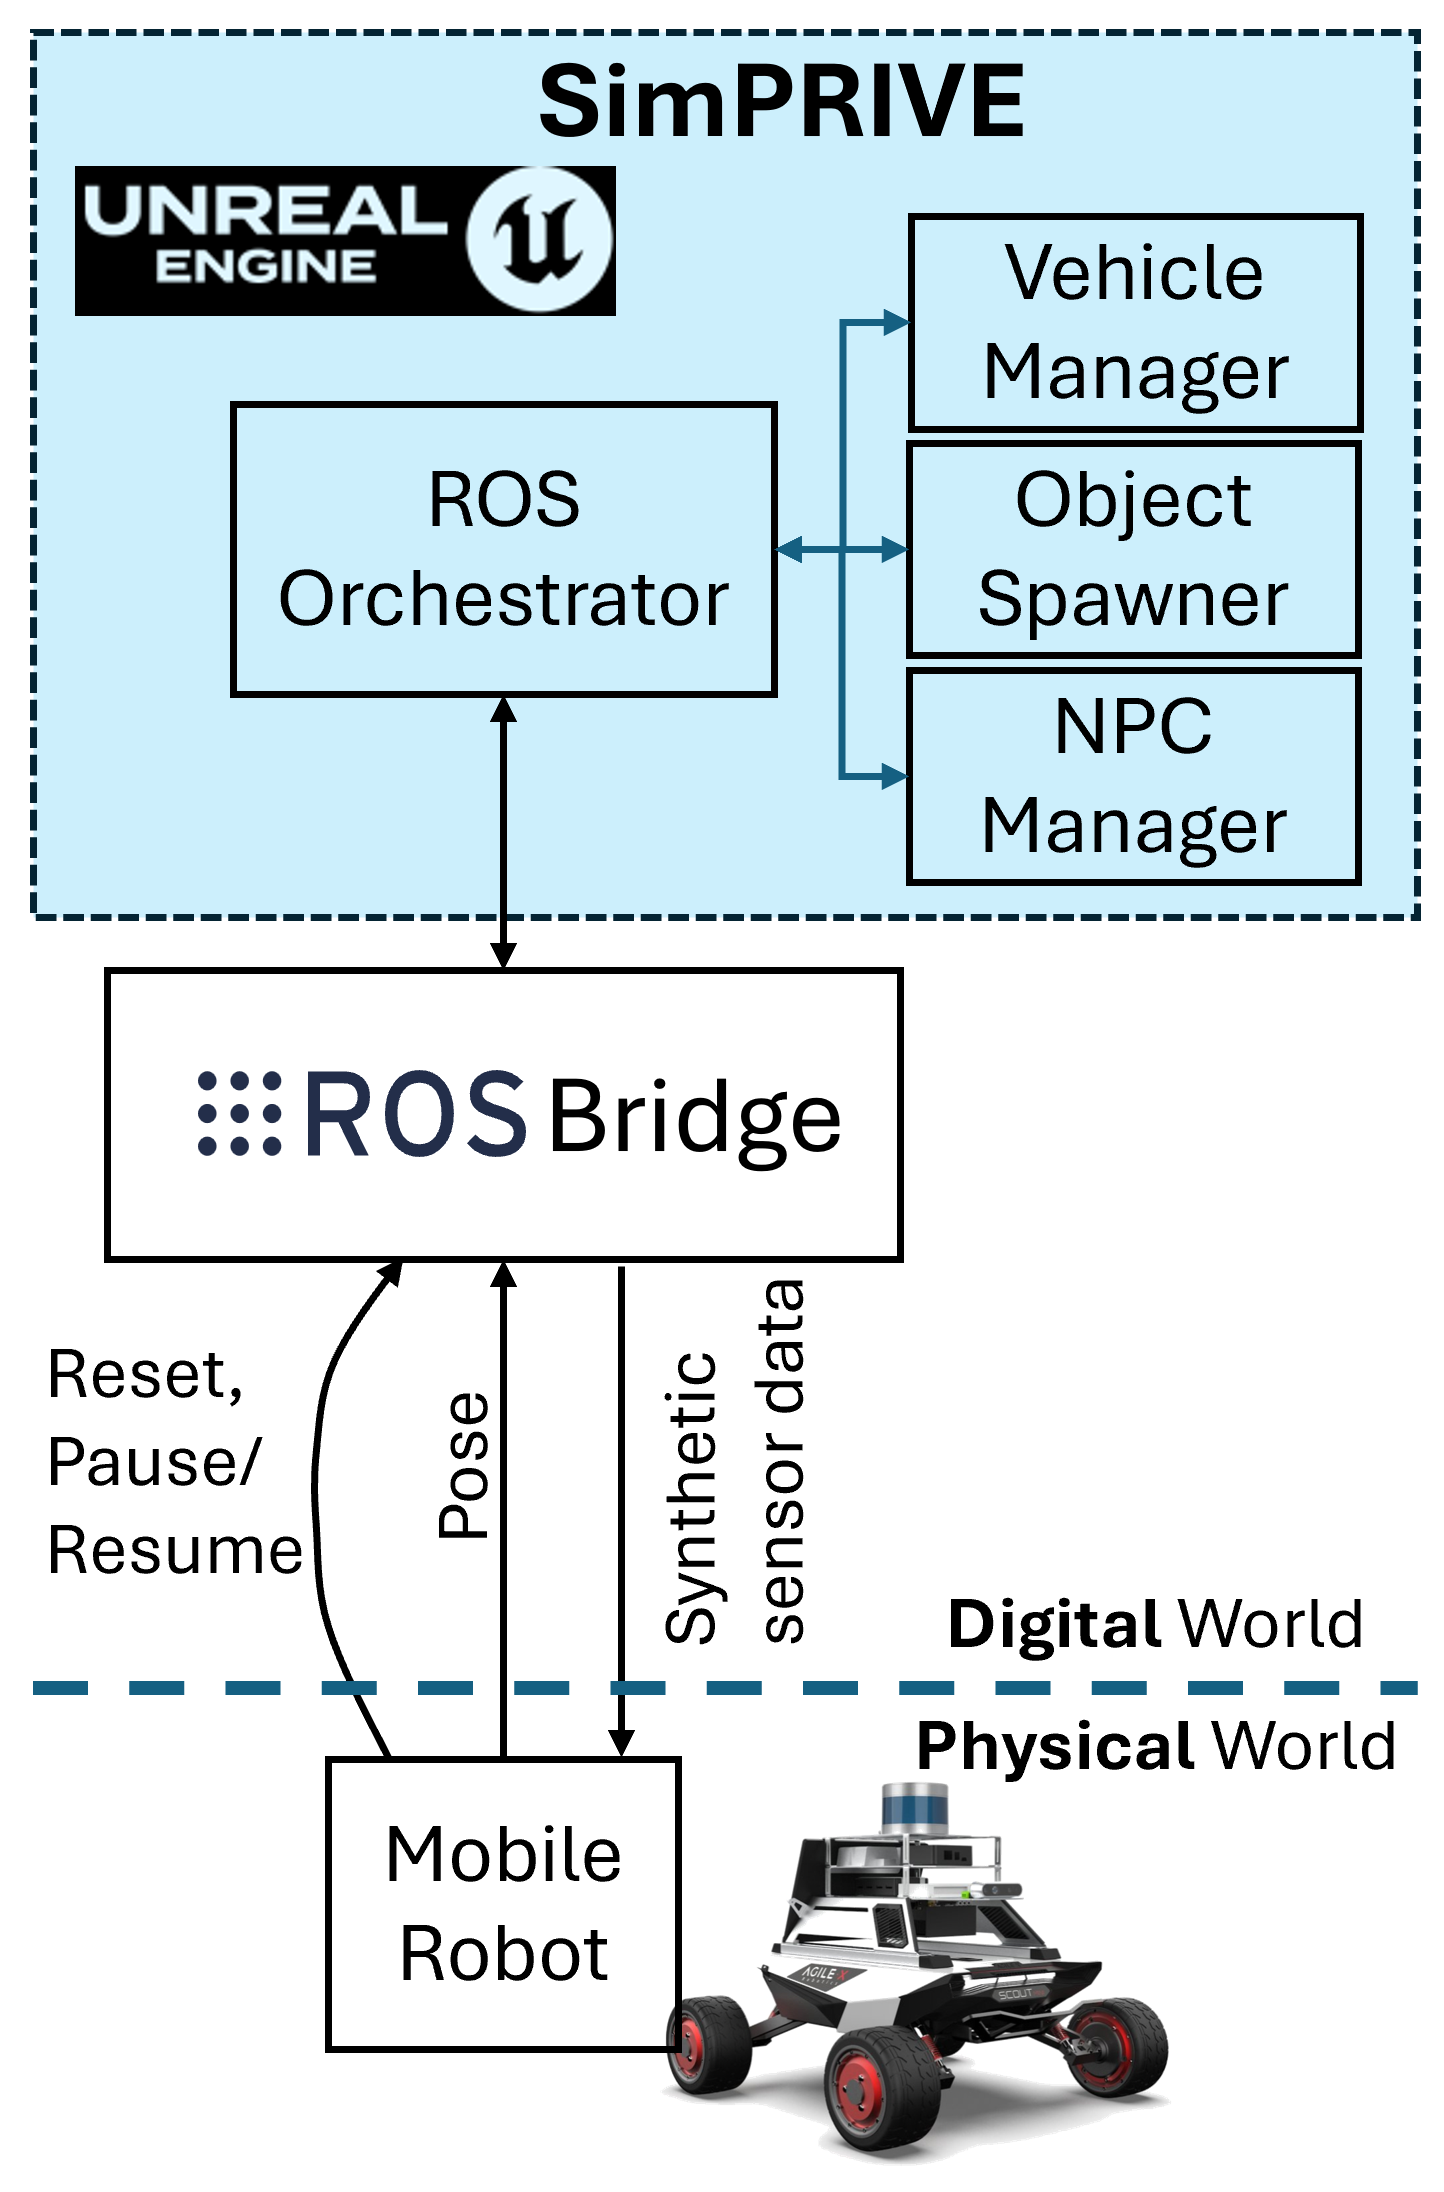 SimPRIVE
UNREAL
ENGINE
Vehicle
Manager
ROS
Orchestrator
Object
Spawner
NPC
Manager
ROS Bridge
Reset,
Pause/
Resume
Pose
Synthetic
sensor data
Digital World
Physical World
Mobile
Robot
AGILE X
SCOUT